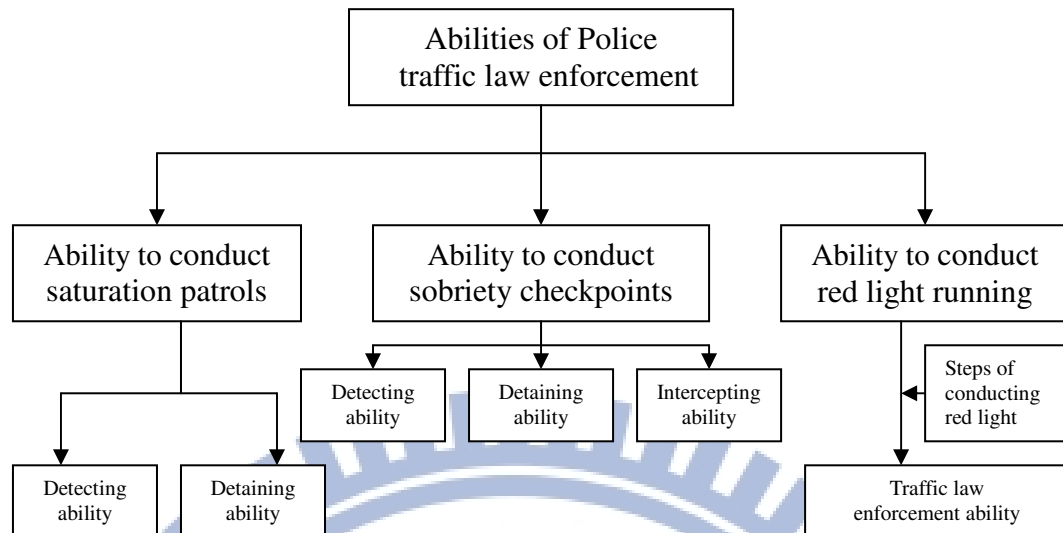 Abilities of Police
traffic law enforcement
Ability to conduct
saturation patrols
Ability to conduct
sobriety checkpoints
Ability to conduct
red light running
Detecting
ability
Detaining
ability
Intercepting
ability
Steps of
conducting
red light
Detecting
ability
Detaining
ability
Traffic law
enforcement ability